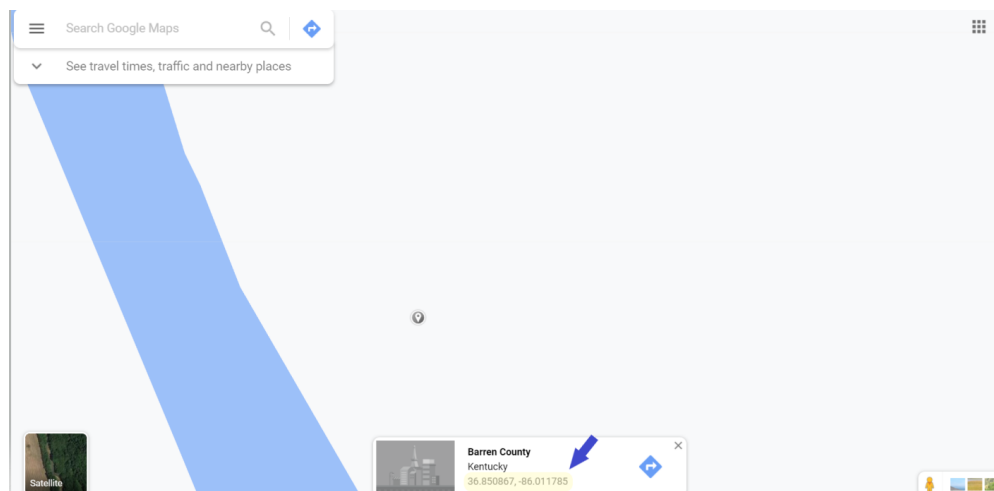 Search Google Maps
See travel times, traffic and nearby places
Barren County
Kentucky
36.850867, -86.011785
Satellite